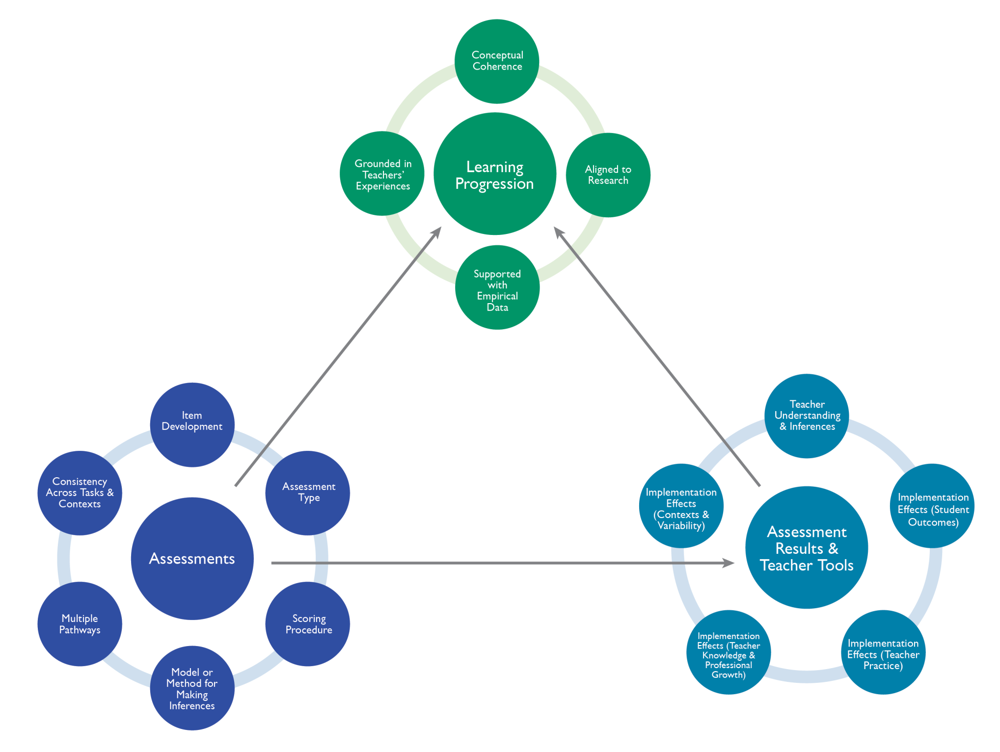 Conceptual
Coherence
Grounded in
Teachers’
Experiences
Learning
Progression
Aligned to
Research
Supported
with
Empirical
Data
Item
Development
Consistency
Across Tasks &
Contexts
Assessment
Type
Assessments
Multiple
Pathways
Scoring
Procedure
Model or
Method for
Making
Inferences
Teacher
Understanding
& Inferences
Implementation
Effects
(Contexts &
Variability)
Implementation
Effects (Student
Outcomes)
Assessment
Results &
Teacher Tools
Implementation
Effects (Teacher
Knowledge &
Professional
Growth)
Implementation
Effects (Teacher
Practice)